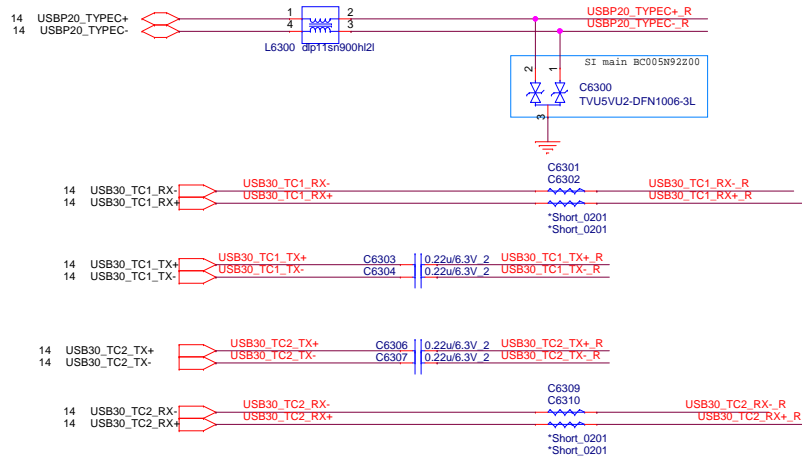 14 USBP20_TYPEC+ 1 2 USBP20_TYPEC+_R
14 USBP20_TYPEC- 4 3 USBP20_TYPEC-_R
L6300 dlp11sn900hl2l
SI main BC005N92Z00
2 1 C6300
TVU5VU2-DFN1006-3L
3
C6301
14 USB30_TC1_RX- USB30_TC1_RX- C6302 USB30_TC1_RX-_R
14 USB30_TC1_RX+ USB30_TC1_RX+ USB30_TC1_RX+_R
*Short_0201
*Short_0201
14 USB30_TC1_TX+ USB30_TC1_TX+ C6303 0.22u/6.3V_2 USB30_TC1_TX+_R
14 USB30_TC1_TX- USB30_TC1_TX- C6304 0.22u/6.3V_2 USB30_TC1_TX-_R
14 USB30_TC2_TX+ USB30_TC2_TX+ C6306 0.22u/6.3V_2 USB30_TC2_TX+_R
14 USB30_TC2_TX- USB30_TC2_TX- C6307 0.22u/6.3V_2 USB30_TC2_TX-_R
C6309
14 USB30_TC2_RX- USB30_TC2_RX- C6310 USB30_TC2_RX-_R
14 USB30_TC2_RX+ USB30_TC2_RX+ USB30_TC2_RX+_R
*Short_0201
*Short_0201